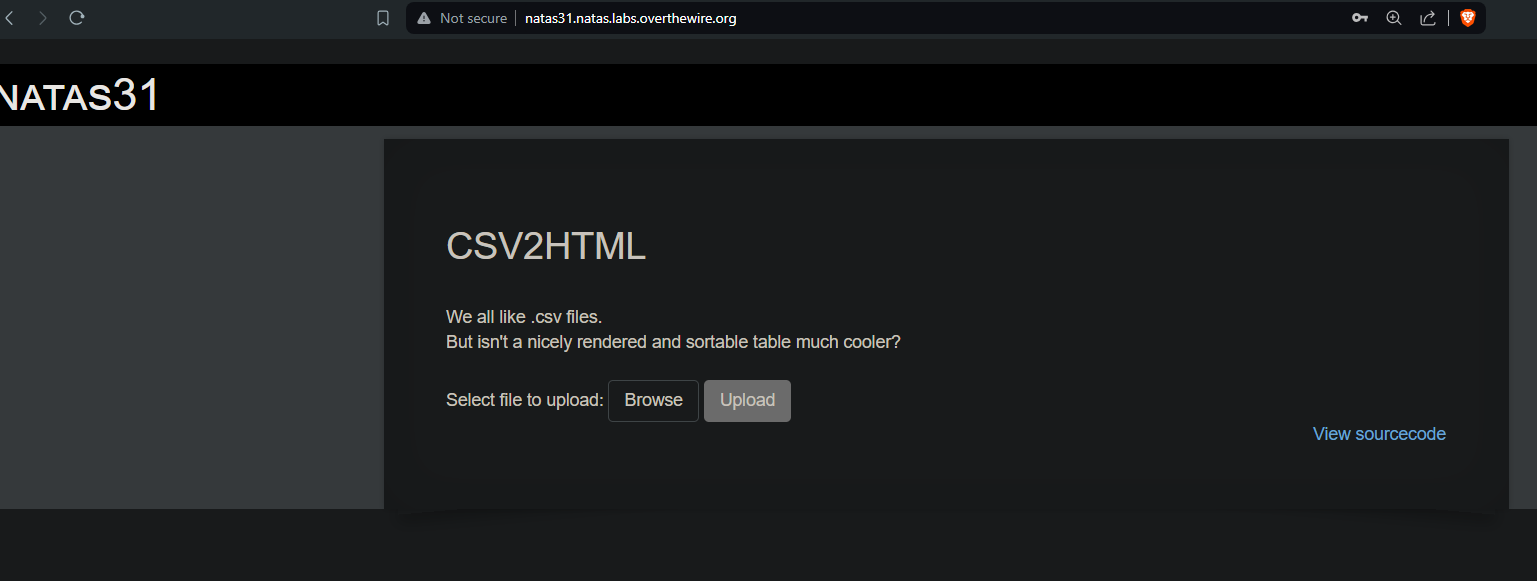 Not secure natas31.natas.labs.overthewire.org
NATAS31
CSV2HTML
We all like .csv files.
But isn't a nicely rendered and sortable table much cooler?
Select file to upload: Browse Upload
View sourcecode